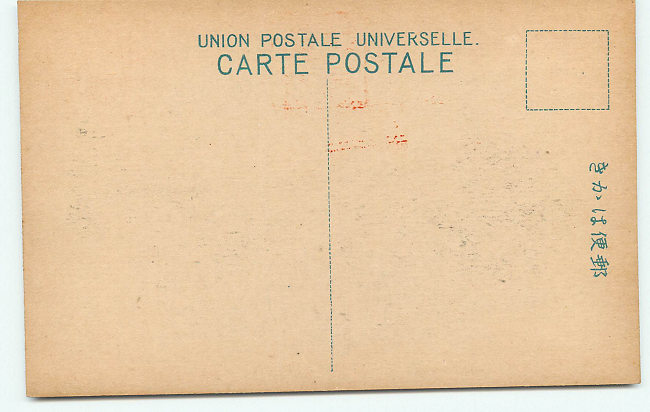 UNION POSTALE UNIVERSELLE.
CARTE POSTALE
郵便はかき